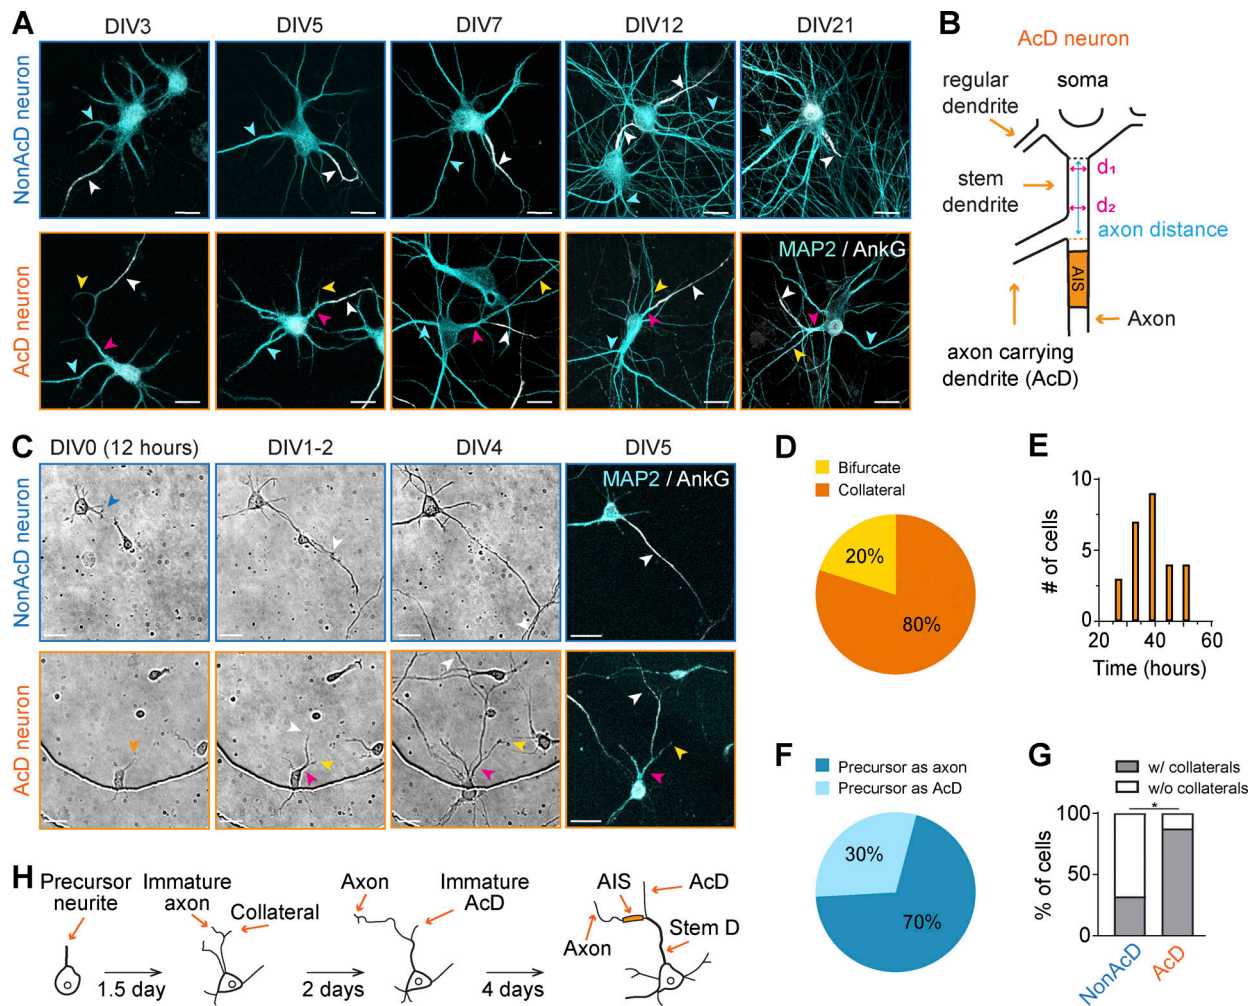 A
DIV3
DIV5
DIV7
DIV12
DIV21
NonAcD neuron
AcD neuron
MAP2 / AnkG
B
AcD neuron
regular
dendrite
soma
stem
dendrite
d1
d2
axon distance
AIS
Axon
axon carrying
dendrite (AcD)
C
DIV0 (12 hours)
DIV1-2
DIV4
DIV5
NonAcD neuron
MAP2 / AnkG
AcD neuron
D
Bifurcate
Collateral
20%
80%
E
# of cells
10
5
0
20
40
60
Time (hours)
F
Precursor as axon
Precursor as AcD
30%
70%
G
w/ collaterals
w/o collaterals
% of cells
100
50
0
*
NonAcD
AcD
H
Precursor
neurite
1.5 day
Immature
axon
Collateral
2 days
Axon
Immature
AcD
4 days
AIS
AcD
Axon
Stem D